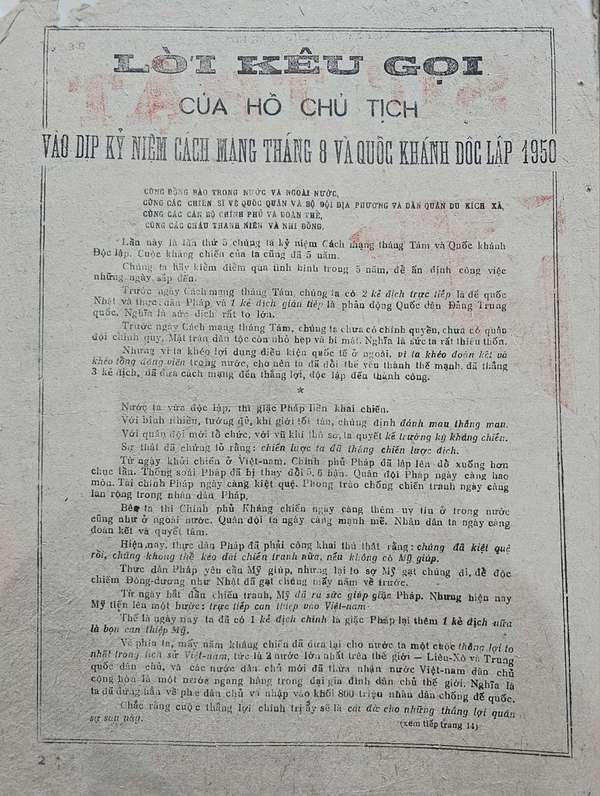 LỜI KÊU GỌI
CỦA HỒ CHỦ TỊCH
VÀO DỊP KỶ NIỆM CÁCH MẠNG THÁNG 8 VÀ QUỐC KHÁNH ĐỘC LẬP 1950
CÙNG ĐỒNG BÀO TRONG NƯỚC VÀ NGOÀI NƯỚC,
CÙNG CÁC CHIẾN SĨ VỆ QUỐC QUÂN VÀ BỘ ĐỘI ĐỊA PHƯƠNG VÀ DÂN QUÂN DU KÍCH XÃ,
CÙNG CÁC CÁN BỘ CHÍNH PHỦ VÀ ĐOÀN THỂ,
CÙNG CÁC CHÁU THANH NIÊN VÀ NHI ĐỒNG,
Lần này là lần thứ 5 chúng ta kỷ niệm Cách mạng tháng Tám và Quốc khánh
Độc lập. Cuộc kháng chiến của ta cũng đã 5 năm.
Chúng ta hãy kiểm điểm qua tình hình trong 5 năm, để ấn định công việc
những ngày sắp đến.
Trước ngày Cách mạng tháng Tám, chúng ta có 2 kẻ địch trực tiếp là đế quốc
Nhật và thực dân Pháp và 1 kẻ địch gián tiếp là phản động Quốc dân Đảng Trung
quốc. Nghĩa là sức địch rất to lớn.
Trước ngày Cách mạng tháng Tám, chúng ta chưa có chính quyền, chưa có quân
đội chính quy, Mặt trận dân tộc còn nhỏ hẹp và bí mật. Nghĩa là sức ta rất thiếu thốn.
Nhưng vì ta khéo lợi dụng điều kiện quốc tế ở ngoài, vì ta khéo đoàn kết và
khéo tổng động viên trong nước, cho nên ta đã đổi thế yếu thành thế mạnh, đã thắng
3 kẻ địch, đã đưa cách mạng đến thắng lợi, độc lập đến thành công.
*
Nước ta vừa độc lập, thì giặc Pháp liền khai chiến.
Với binh nhiều, tướng đủ, khí giới tối tân, chúng định đánh mau thắng mau.
Với quân đội mới tổ chức, với vũ khí thô sơ, ta quyết kế trường kỳ kháng chiến.
Sự thật đã chứng tỏ rằng: chiến lược ta đã thắng chiến lược địch.
Từ ngày khởi chiến ở Việt-nam, Chính phủ Pháp đã lập lên đổ xuống hơn
chục lần. Thống soái Pháp đã bị thay đổi 5, 6 bận. Quân đội Pháp ngày càng hao
mòn. Tài chính Pháp ngày càng kiệt quệ. Phong trào chống chiến tranh ngày càng
lan rộng trong nhân dân Pháp.
Bên ta thì Chính phủ Kháng chiến ngày càng thêm uy tín ở trong nước
cũng như ở ngoài nước. Quân đội ta ngày càng mạnh mẽ. Nhân dân ta ngày càng
đoàn kết và quyết tâm.
Hiện nay, thực dân Pháp đã phải công khai thú thật rằng: chúng đã kiệt quệ
rồi, chúng không thể kéo dài chiến tranh nữa, nếu không có Mỹ giúp.
Thực dân Pháp yêu cầu Mỹ giúp, nhưng lại lo sợ Mỹ gạt chúng đi, để độc
chiếm Đông-dương như Nhật đã gạt chúng mấy năm về trước.
Từ ngày bắt đầu chiến tranh, Mỹ đã ra sức giúp giặc Pháp. Nhưng hiện nay
Mỹ tiến lên một bước: trực tiếp can thiệp vào Việt-nam.
Thế là ngày nay ta đã có 1 kẻ địch chính là giặc Pháp lại thêm 1 kẻ địch nữa
là bọn can thiệp Mỹ.
Về phía ta, mấy năm kháng chiến đã đưa lại cho nước ta một cuộc thắng lợi to
nhất trong lịch sử Việt-nam, tức là 2 nước lớn nhất trên thế giới — Liên-Xô và Trung
quốc dân chủ, và các nước dân chủ mới đã thừa nhận nước Việt-nam dân chủ
cộng hòa là một nước ngang hàng trong đại gia đình dân chủ thế giới. Nghĩa là
ta đã đứng hẳn về phe dân chủ và nhập vào khối 800 triệu nhân dân chống đế quốc.
Chắc rằng cuộc thắng lợi chính trị ấy sẽ là cái đà cho những thắng lợi quân
sự sau này.
(xem tiếp trang 14)
2